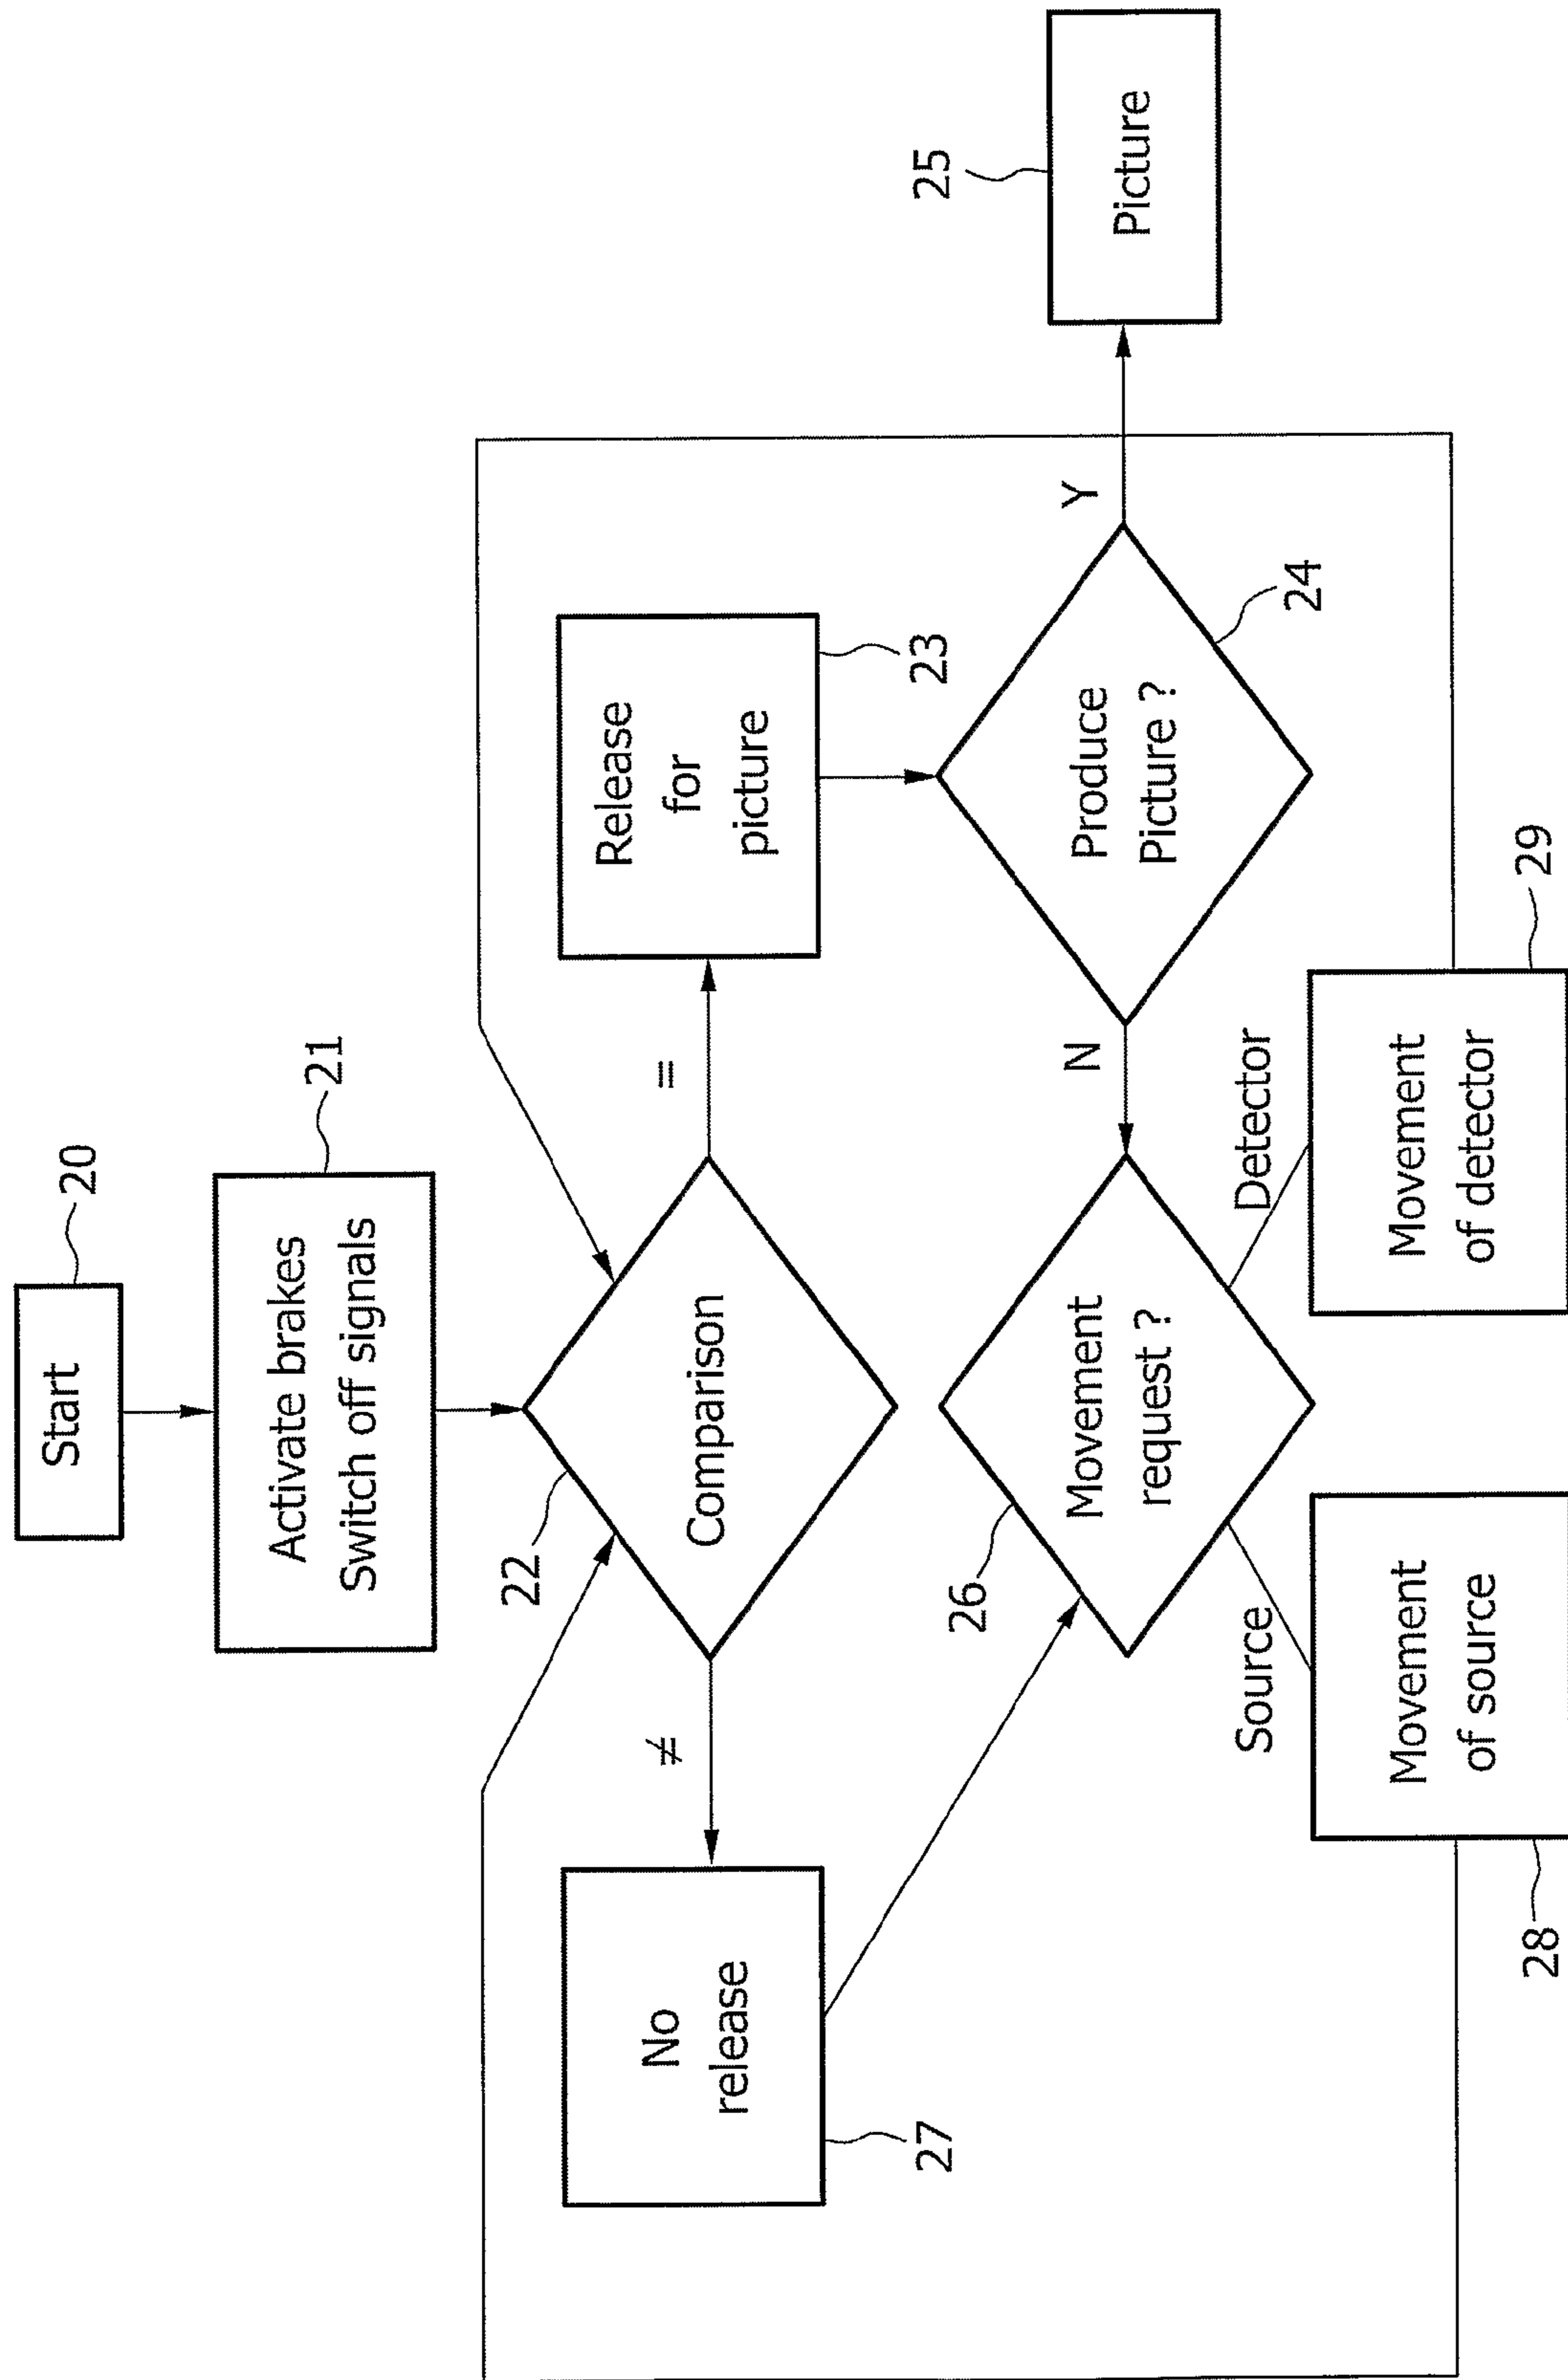 Start
20
Activate brakes
Switch off signals
21
22
Comparison
≠
=
No
release
27
Release
for
picture
23
26
Movement
request ?
N
Produce
Picture ?
24
Y
Picture
25
Source
Detector
Movement
of source
28
Movement
of detector
29